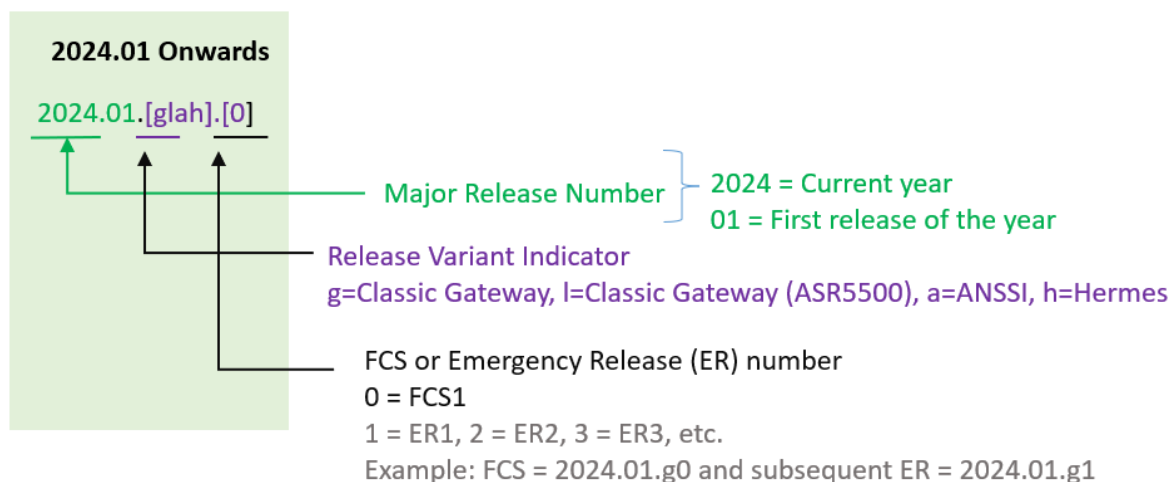 2024.01 Onwards
2024.01.[glah].[0]
Major Release Number
2024 = Current year
01 = First release of the year
Release Variant Indicator
g=Classic Gateway, l=Classic Gateway (ASR5500), a=ANSSI, h=Hermes
FCS or Emergency Release (ER) number
0 = FCS1
1 = ER1, 2 = ER2, 3 = ER3, etc.
Example: FCS = 2024.01.g0 and subsequent ER = 2024.01.g1